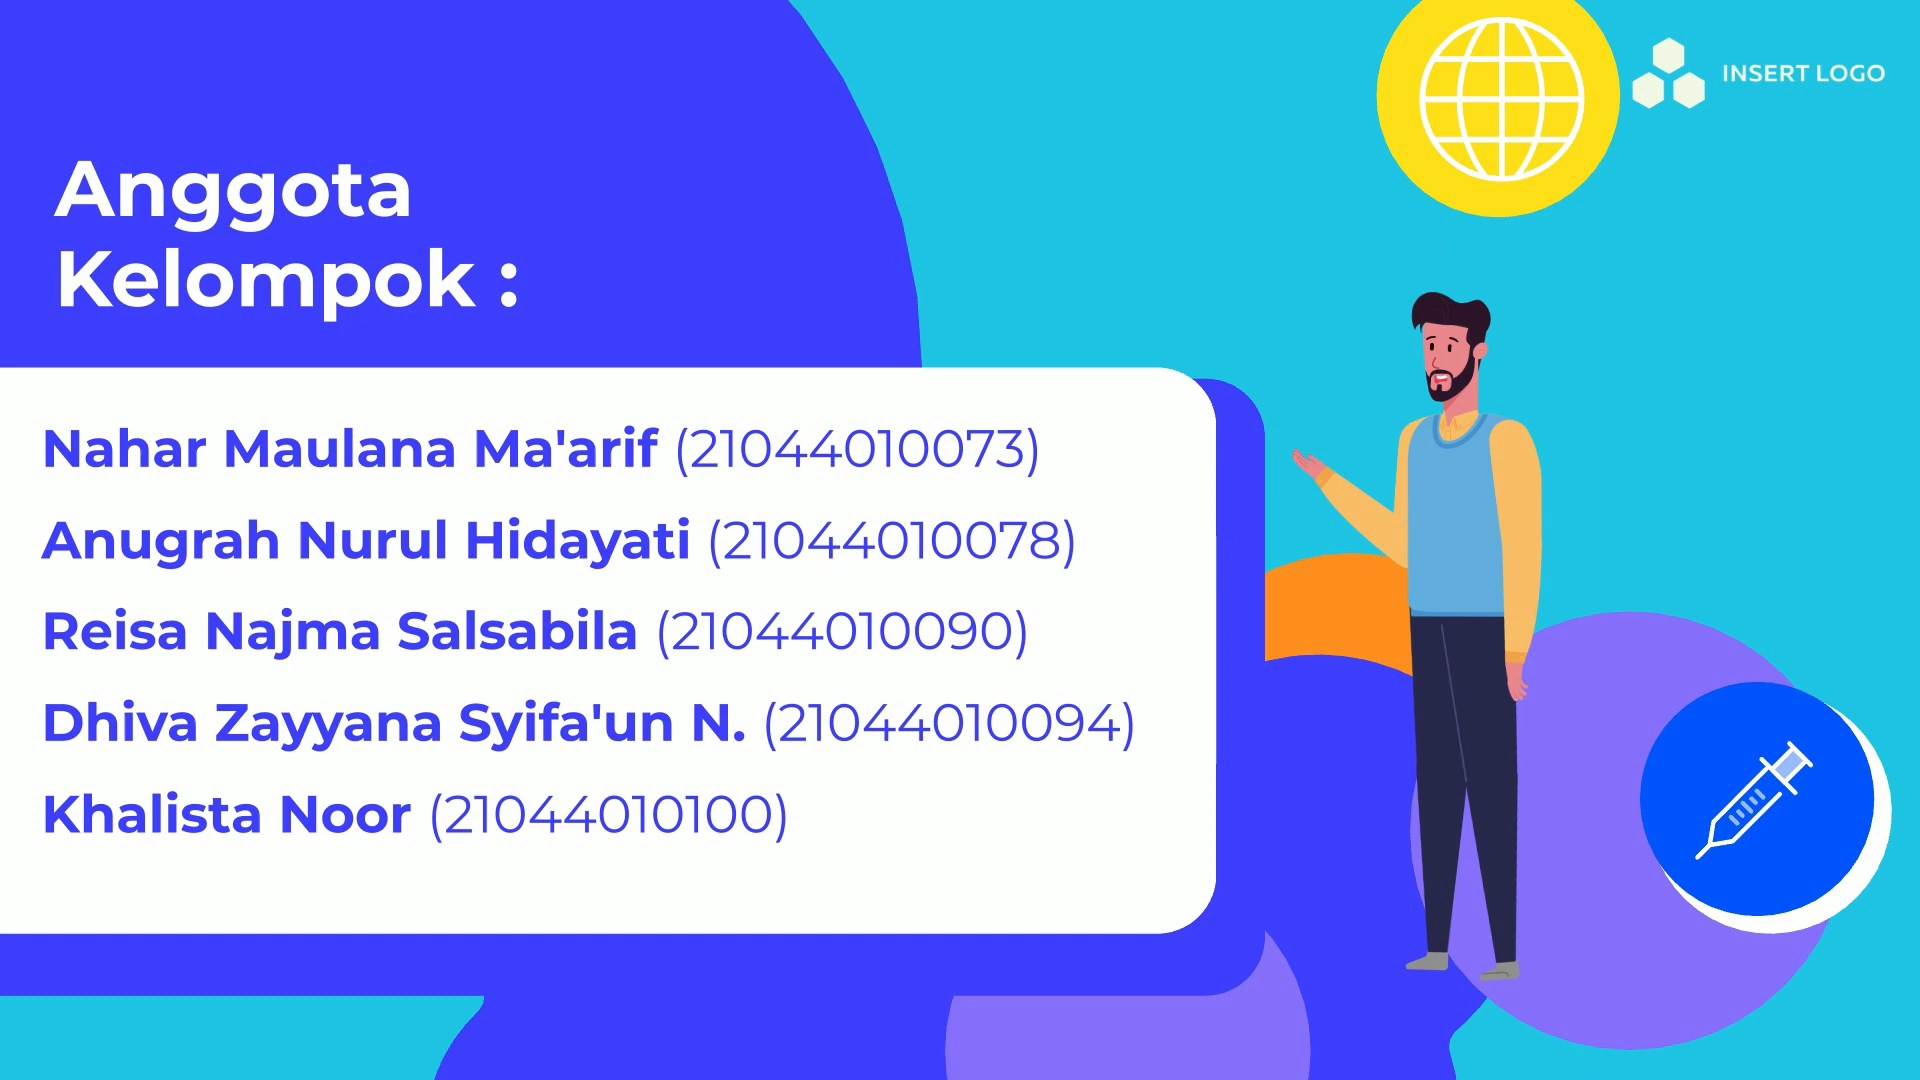 INSERT LOGO
Anggota
Kelompok :
Nahar Maulana Ma'arif (21044010073)
Anugrah Nurul Hidayati (21044010078)
Reisa Najma Salsabila (21044010090)
Dhiva Zayyana Syifa'un N. (21044010094)
Khalista Noor (21044010100)